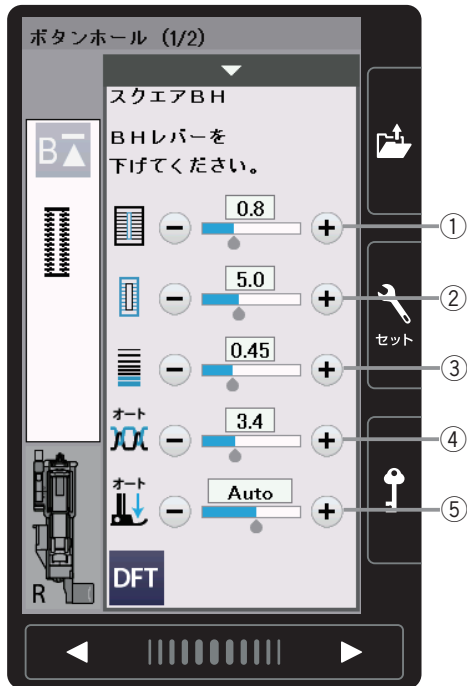 ボタンホール (1/2)
スクエアBH
BHレバーを
下げてください。
B
0.8
①
5.0
②
セット
0.45
③
オート
3.4
④
オート
Auto
⑤
DFT
R